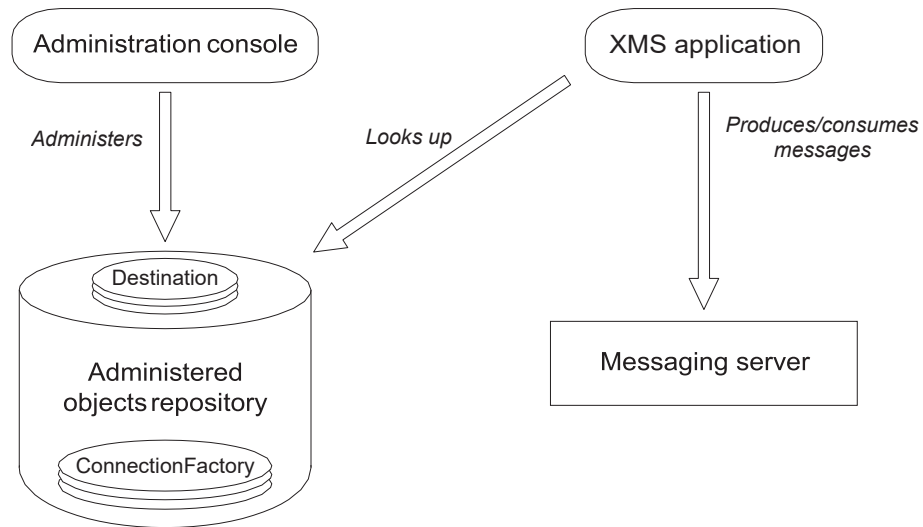 Administration console
XMS application
Administers
Looks up
Produces/consumes
messages
Destination
Administered
objects repository
ConnectionFactory
Messaging server